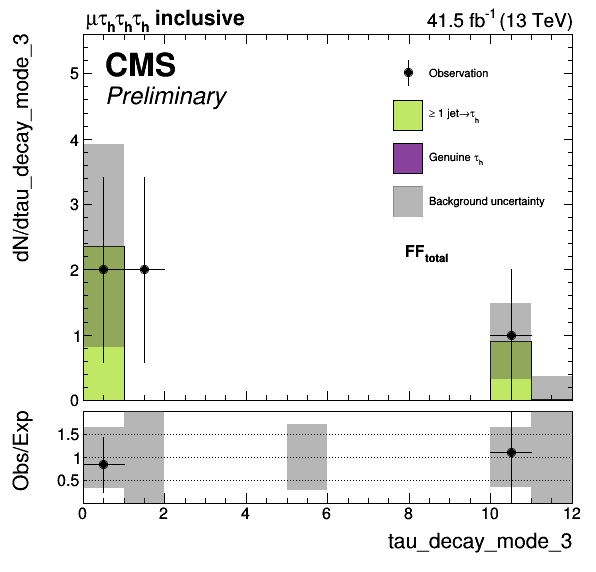 μτₕτₕτₕ inclusive 41.5 fb⁻¹ (13 TeV)
dN/dtau_decay_mode_3
CMS
Preliminary
Observation
≥ 1 jet→τₕ
Genuine τₕ
Background uncertainty
FF_total
5
4
3
2
1
0
Obs/Exp
1.5
1
0.5
0 2 4 6 8 10 12
tau_decay_mode_3